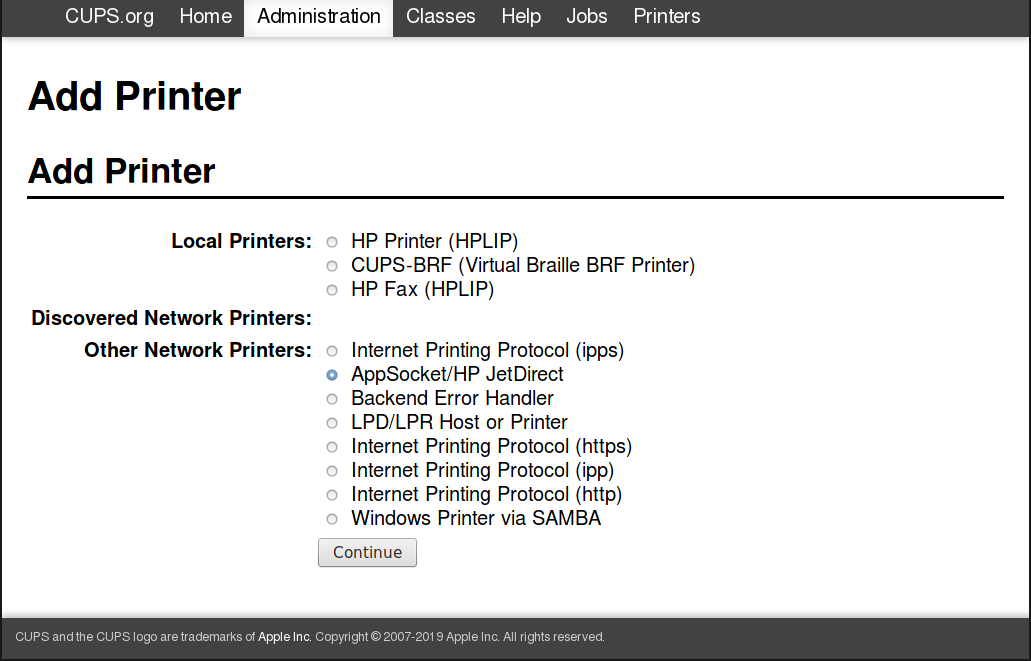 CUPS.org Home Administration Classes Help Jobs Printers
Add Printer
Add Printer
Local Printers: HP Printer (HPLIP)
CUPS-BRF (Virtual Braille BRF Printer)
HP Fax (HPLIP)
Discovered Network Printers:
Other Network Printers: Internet Printing Protocol (ipps)
AppSocket/HP JetDirect
Backend Error Handler
LPD/LPR Host or Printer
Internet Printing Protocol (https)
Internet Printing Protocol (ipp)
Internet Printing Protocol (http)
Windows Printer via SAMBA
Continue
CUPS and the CUPS logo are trademarks of Apple Inc. Copyright © 2007-2019 Apple Inc. All rights reserved.